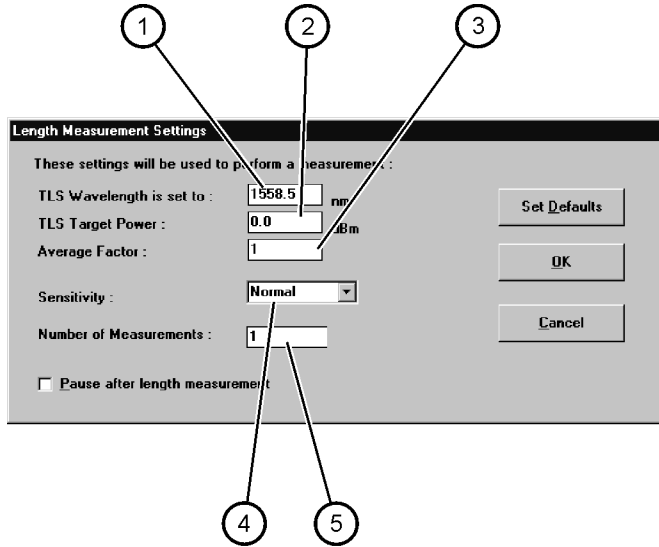 1 2 3
Length Measurement Settings
These settings will be used to perform a measurement :
TLS Wavelength is set to : 1558.5 nm
TLS Target Power : 0.0 dBm
Average Factor : 1
Sensitivity : Normal
Number of Measurements : 1
Pause after length measurement
Set Defaults
OK
Cancel
4 5